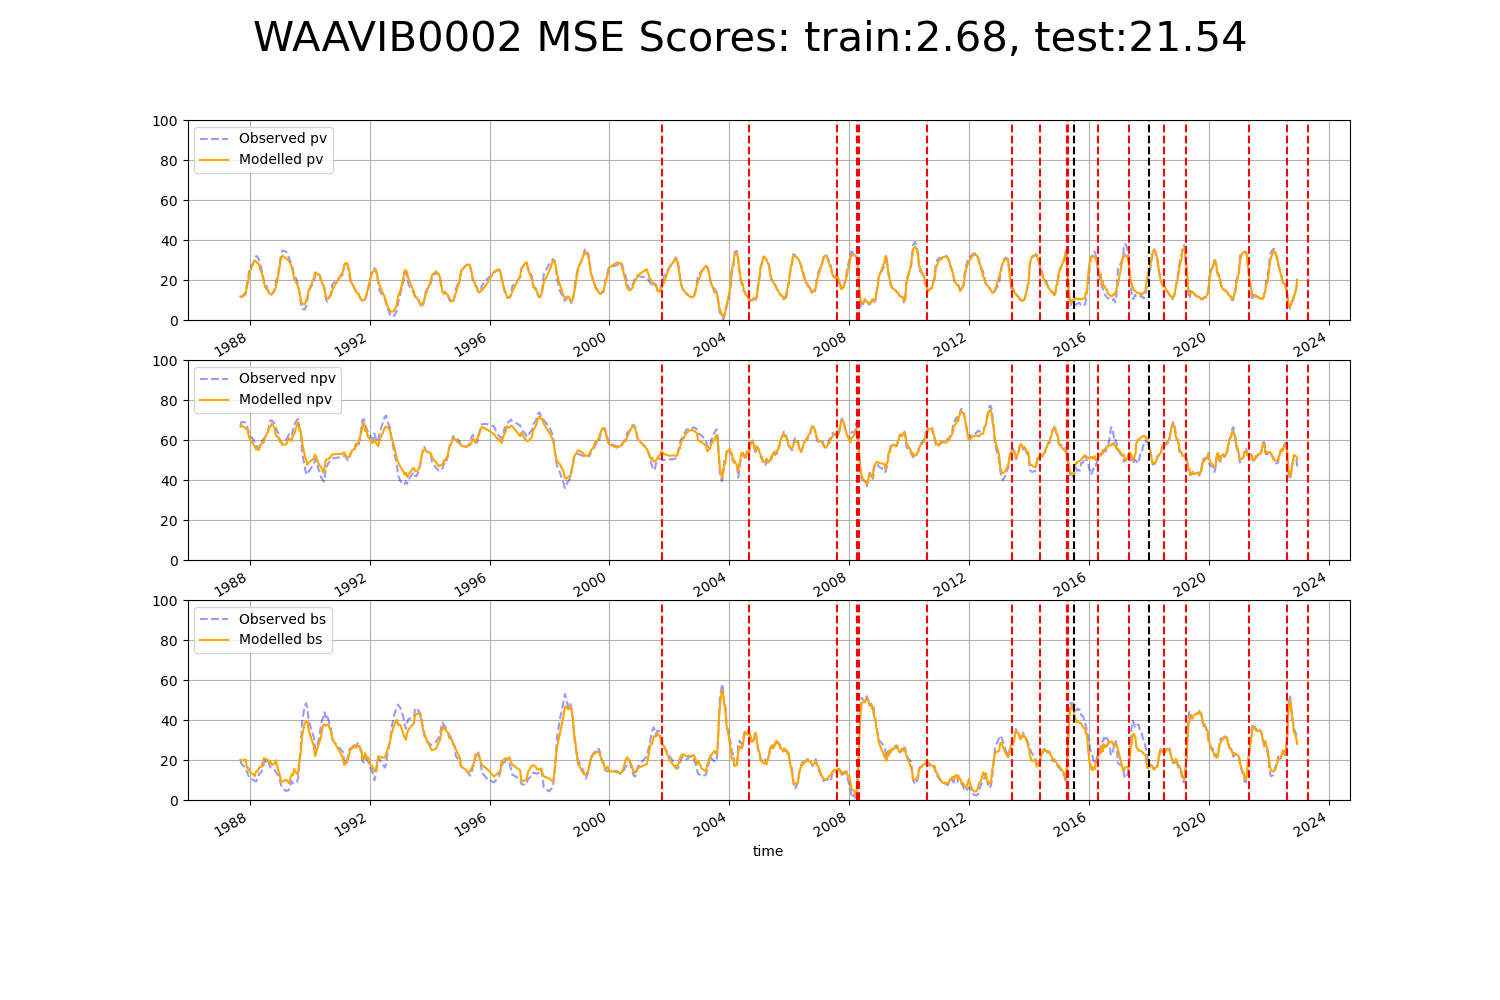 WAAVIB0002 MSE Scores: train:2.68, test:21.54
100
80
60
40
20
0
Observed pv
Modelled pv
1988 1992 1996 2000 2004 2008 2012 2016 2020 2024
100
80
60
40
20
0
Observed npv
Modelled npv
1988 1992 1996 2000 2004 2008 2012 2016 2020 2024
100
80
60
40
20
0
Observed bs
Modelled bs
1988 1992 1996 2000 2004 2008 2012 2016 2020 2024
time